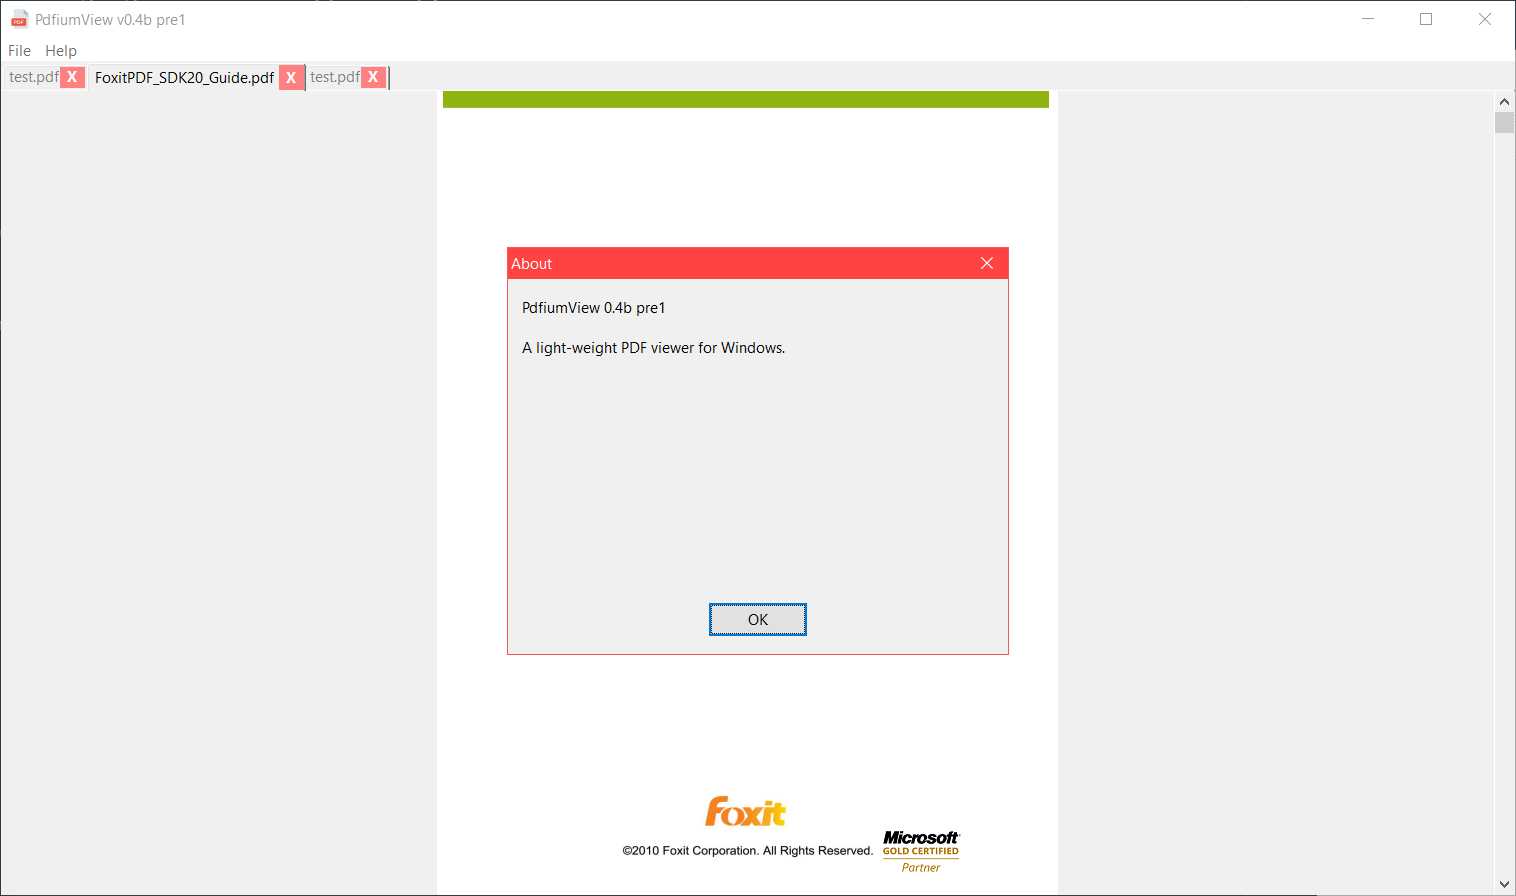 PdfiumView v0.4b pre1
File Help
test.pdf X FoxitPDF_SDK20_Guide.pdf X test.pdf X
About
PdfiumView 0.4b pre1
A light-weight PDF viewer for Windows.
OK
foxit
©2010 Foxit Corporation. All Rights Reserved.
Microsoft
GOLD CERTIFIED
Partner